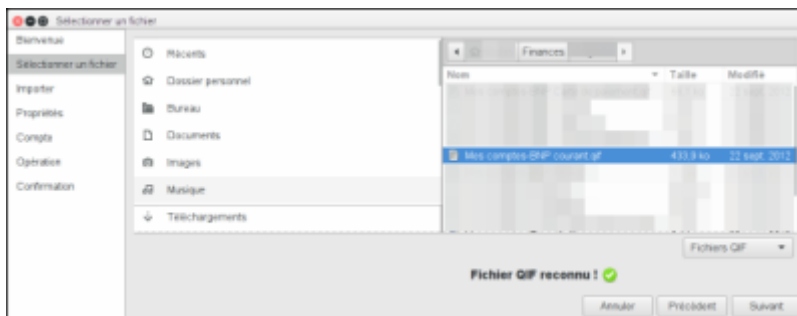 Sélectionner un fichier
Bienvenue
Sélectionner un fichier
Importer
Propriétés
Compte
Opération
Confirmation
Récents
Dossier personnel
Bureau
Documents
Images
Musique
Téléchargements
Finances
Nom Taille Modifié
Mes comptes-BNP courant.qif 433,9 ko 22 sept. 2012
Fichiers QIF
Fichier QIF reconnu !
Annuler Précédent Suivant